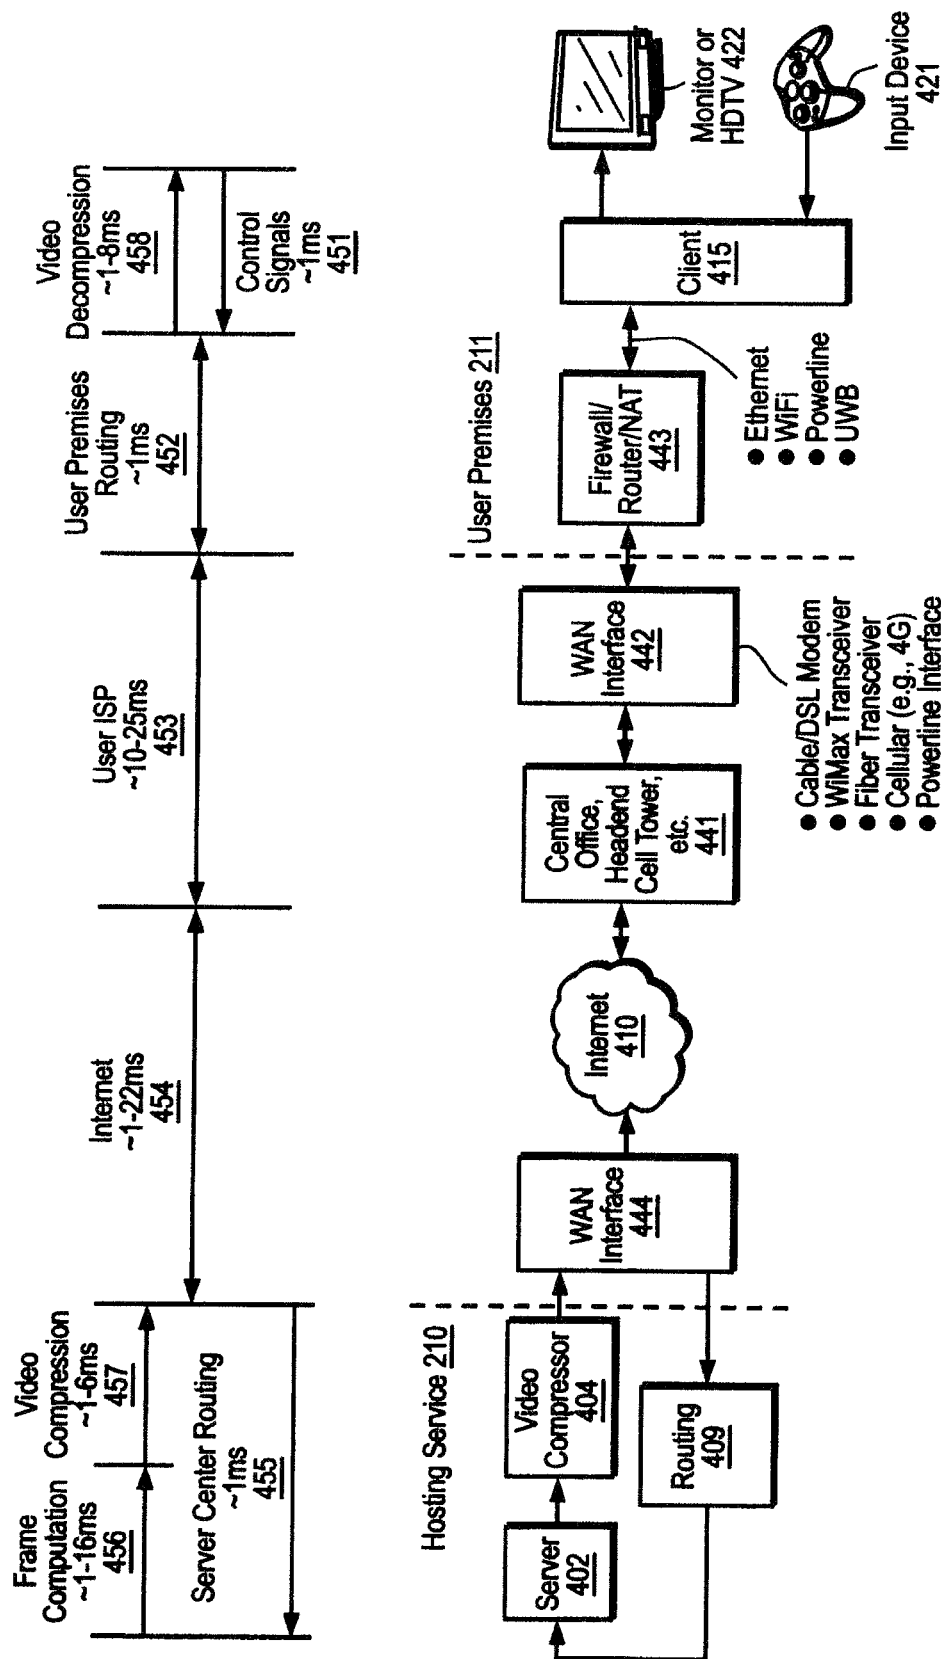 Frame
Computation
~1-16ms
456
Video
Compression
~1-6ms
457
Server Center Routing
~1ms
455
Internet
~1-22ms
454
User ISP
~10-25ms
453
User Premises
Routing
~1ms
452
Video
Decompression
~1-8ms
458
Control
Signals
~1ms
451
Hosting Service 210
Server
402
Video
Compressor
404
Routing
409
WAN
Interface
444
Internet
410
Central
Office,
Headend
Cell Tower,
etc.
441
WAN
Interface
442
● Cable/DSL Modem
● WiMax Transceiver
● Fiber Transceiver
● Cellular (e.g., 4G)
● Powerline Interface
User Premises 211
Firewall/
Router/NAT
443
● Ethernet
● WiFi
● Powerline
● UWB
Client
415
Monitor or
HDTV 422
Input Device
421